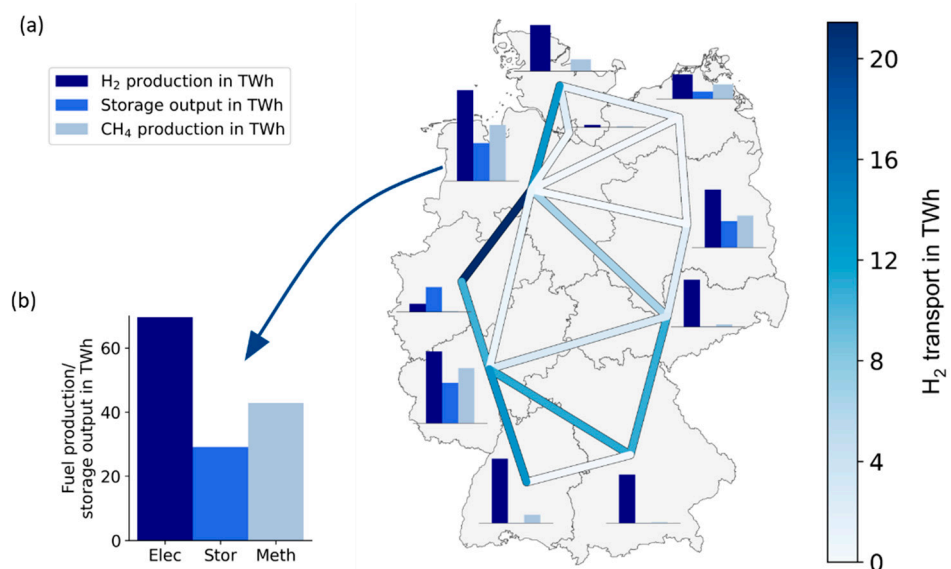 (a)
H₂ production in TWh
Storage output in TWh
CH₄ production in TWh
(b)
Fuel production/
storage output in TWh
60
40
20
0
Elec Stor Meth
20
16
12
8
4
0
H₂ transport in TWh